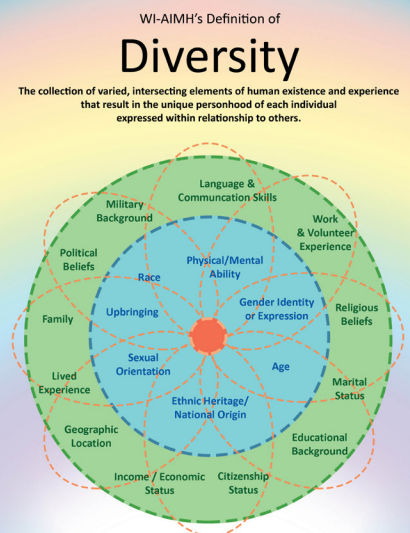 WI-AIMH's Definition of
Diversity
The collection of varied, intersecting elements of human existence and experience
that result in the unique personhood of each individual
expressed within relationship to others.
Language &
Communcation Skills
Military
Background
Work
& Volunteer
Experience
Political
Beliefs
Physical/Mental
Ability
Race
Gender Identity
or Expression
Upbringing
Family
Religious
Beliefs
Sexual
Orientation
Age
Lived
Experience
Marital
Status
Ethnic Heritage/
National Origin
Geographic
Location
Educational
Background
Income / Economic
Status
Citizenship
Status